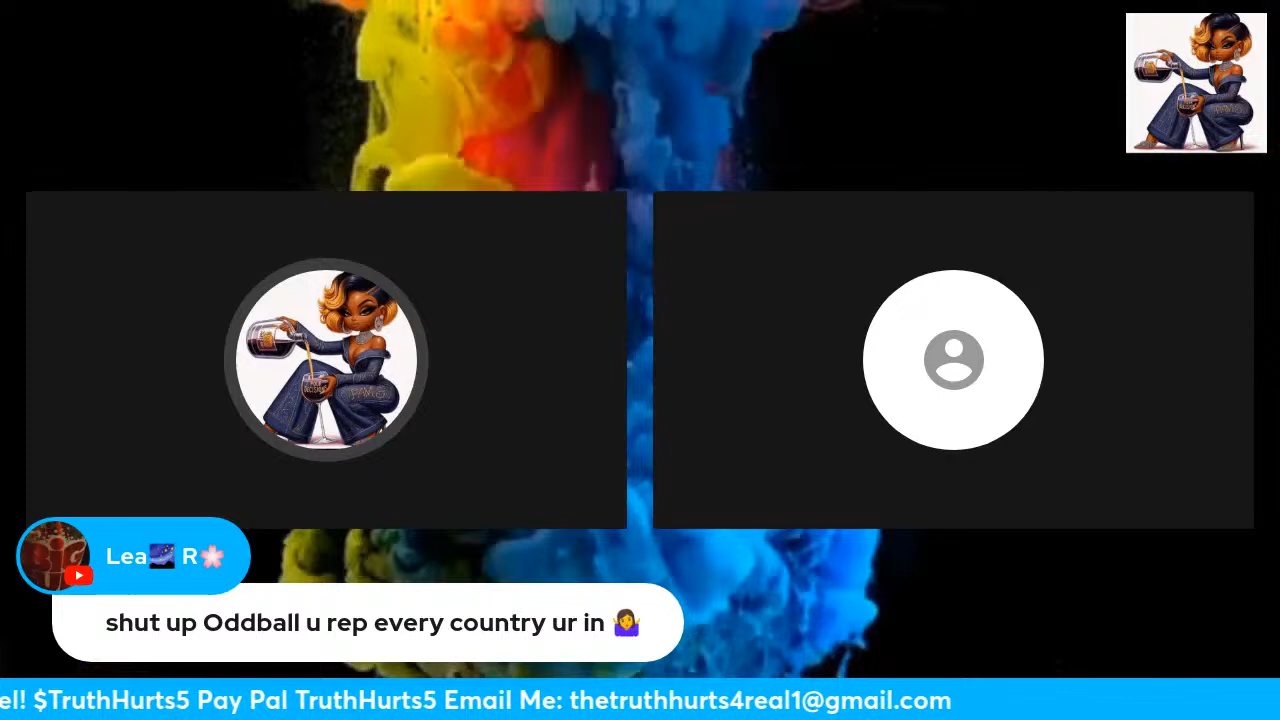 Lea🌌 R🌸
shut up Oddball u rep every country ur in 🤷‍♀️
el! $TruthHurts5 Pay Pal TruthHurts5 Email Me: thetruthhurts4real1@gmail.com